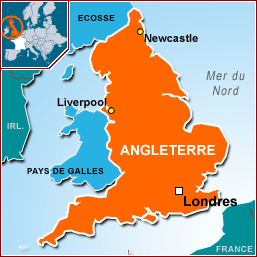 ECOSSE
Newcastle
Mer du
Nord
Liverpool
IRL.
ANGLETERRE
PAYS DE GALLES
Londres
FRANCE